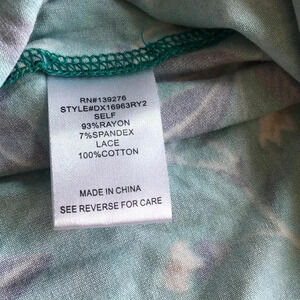 RN#139276
STYLE#DX16963RY2
SELF
93%RAYON
7%SPANDEX
LACE
100%COTTON
MADE IN CHINA
SEE REVERSE FOR CARE